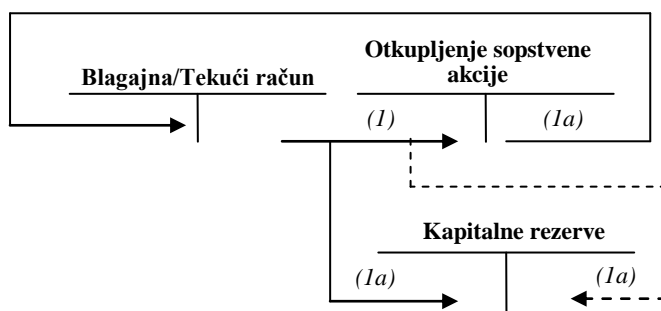 Otkupljenje sopstvene
akcije
Blagajna/Tekući račun
(1)
(1a)
Kapitalne rezerve
(1a)
(1a)